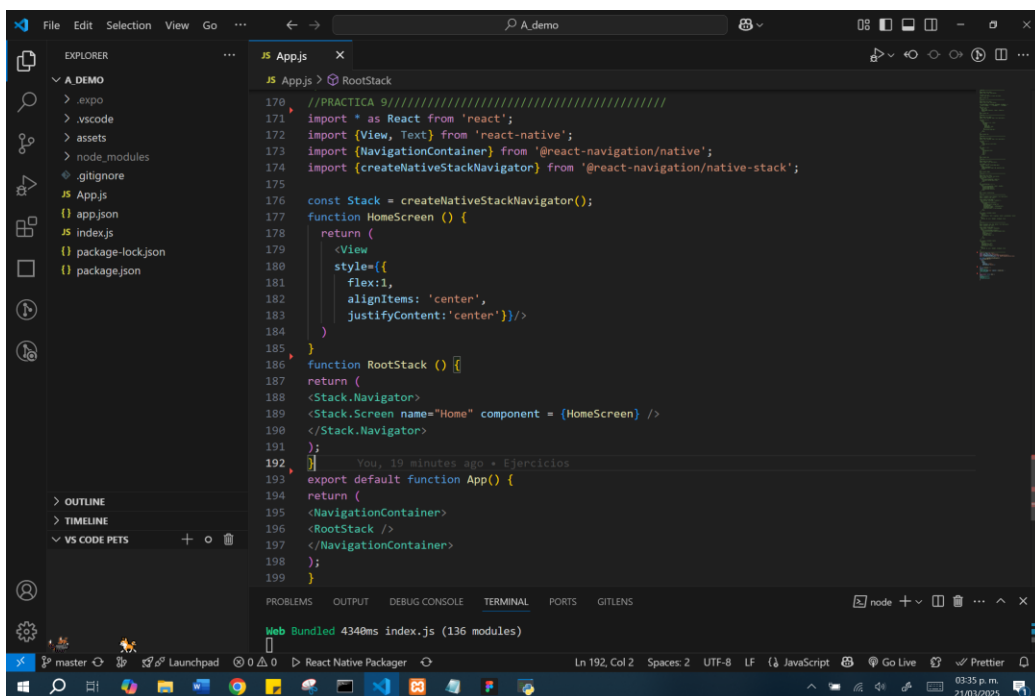 File Edit Selection View Go ··· A_demo
EXPLORER ···
A_DEMO
.expo
.vscode
assets
node_modules
.gitignore
JS App.js
{} app.json
JS index.js
{} package-lock.json
{} package.json
OUTLINE
TIMELINE
VS CODE PETS
JS App.js ×
JS App.js > RootStack
170 //PRACTICA 9//////////////////////////////////////////
171 import * as React from 'react';
172 import {View, Text} from 'react-native';
173 import {NavigationContainer} from '@react-navigation/native';
174 import {createNativeStackNavigator} from '@react-navigation/native-stack';
175
176 const Stack = createNativeStackNavigator();
177 function HomeScreen () {
178 return (
179 <View
180 style={{
181 flex:1,
182 alignItems: 'center',
183 justifyContent:'center'}}/>
184 )
185 }
186 function RootStack () {
187 return (
188 <Stack.Navigator>
189 <Stack.Screen name="Home" component = {HomeScreen} />
190 </Stack.Navigator>
191 );
192 } You, 19 minutes ago • Ejercicios
193 export default function App() {
194 return (
195 <NavigationContainer>
196 <RootStack />
197 </NavigationContainer>
198 );
199 }
PROBLEMS OUTPUT DEBUG CONSOLE TERMINAL PORTS GITLENS node
Web Bundled 4340ms index.js (136 modules)
master Launchpad 0 0 React Native Packager Ln 192, Col 2 Spaces: 2 UTF-8 LF {} JavaScript Go Live Prettier
03:35 p. m.
21/03/2025